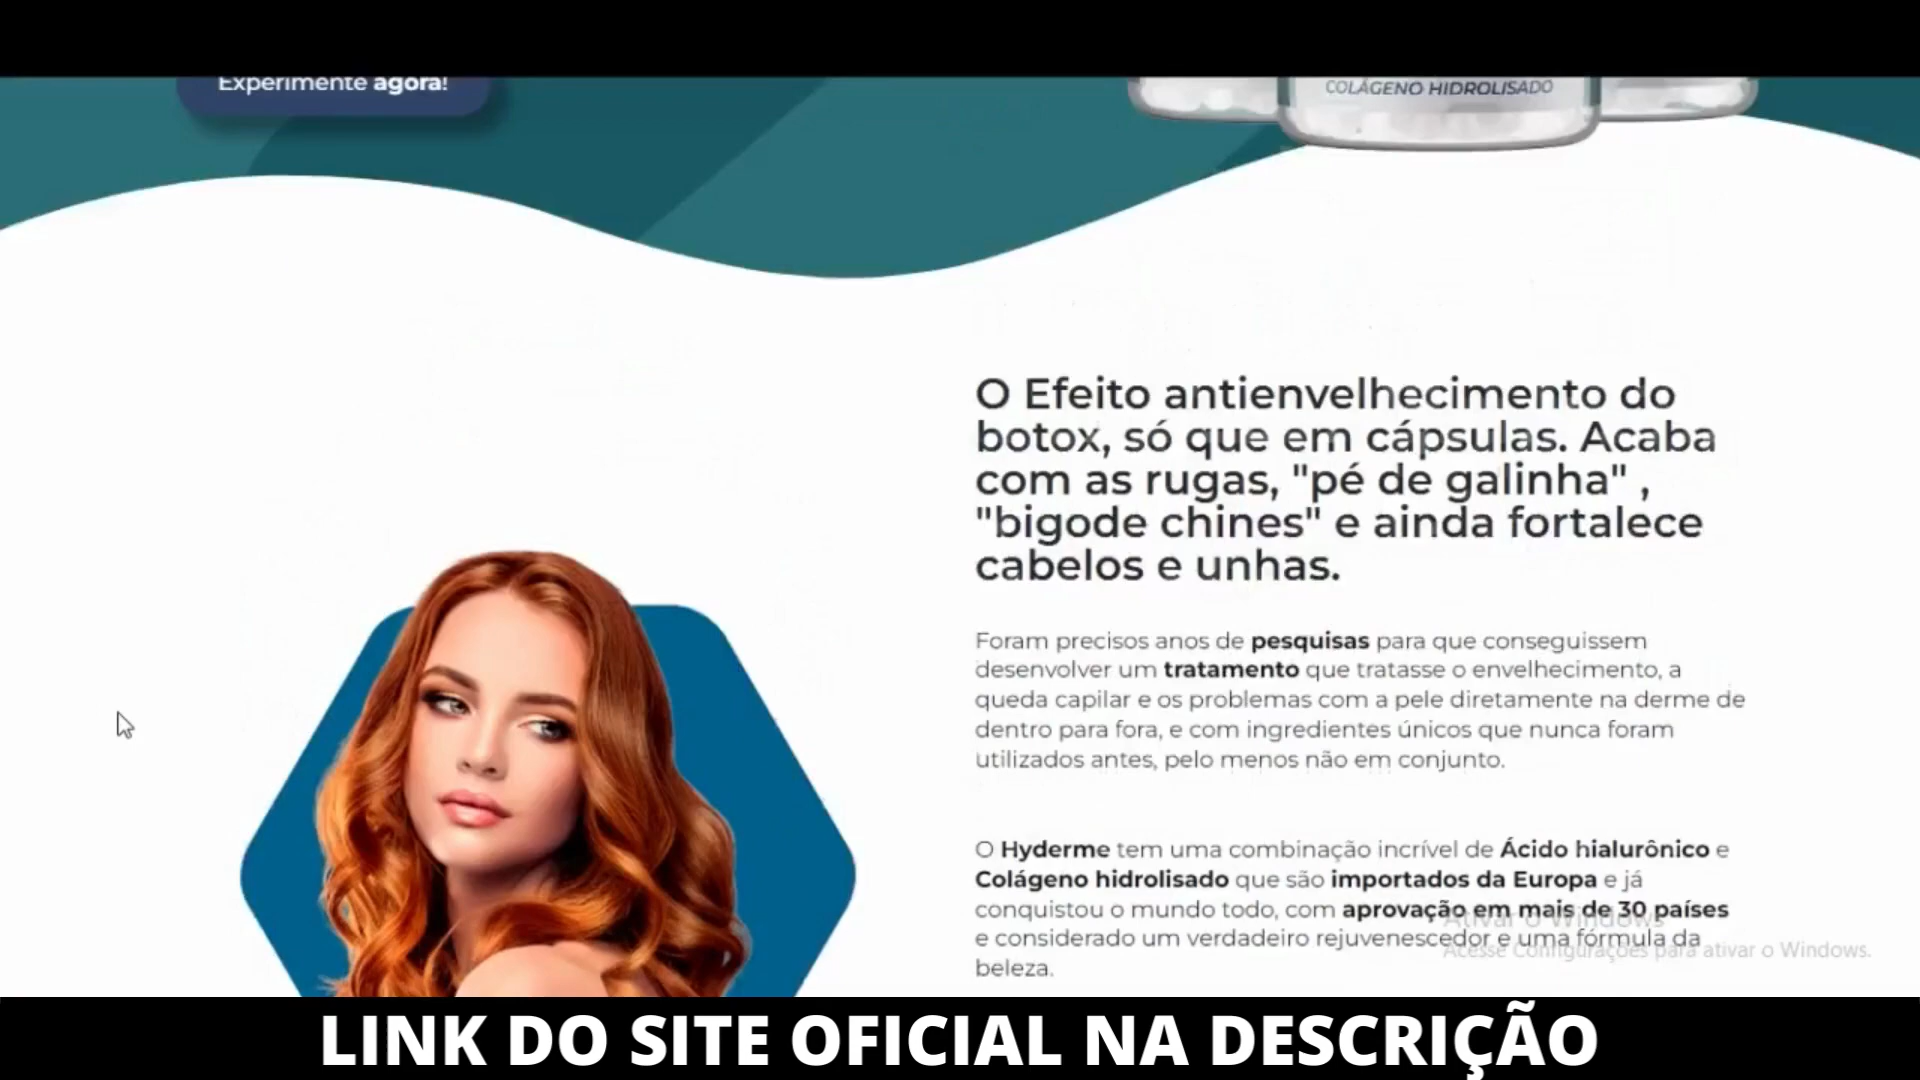 Experimente agora!
COLÁGENO HIDROLISADO
O Efeito antienvelhecimento do
botox, só que em cápsulas. Acaba
com as rugas, "pé de galinha" ,
"bigode chines" e ainda fortalece
cabelos e unhas.
Foram precisos anos de pesquisas para que conseguissem
desenvolver um tratamento que tratasse o envelhecimento, a
queda capilar e os problemas com a pele diretamente na derme de
dentro para fora, e com ingredientes únicos que nunca foram
utilizados antes, pelo menos não em conjunto.
O Hyderme tem uma combinação incrível de Ácido hialurônico e
Colágeno hidrolisado que são importados da Europa e já
conquistou o mundo todo, com aprovação em mais de 30 países
e considerado um verdadeiro rejuvenescedor e uma fórmula da
beleza.
Ativar o Windows
Acesse Configurações para ativar o Windows.
LINK DO SITE OFICIAL NA DESCRIÇÃO